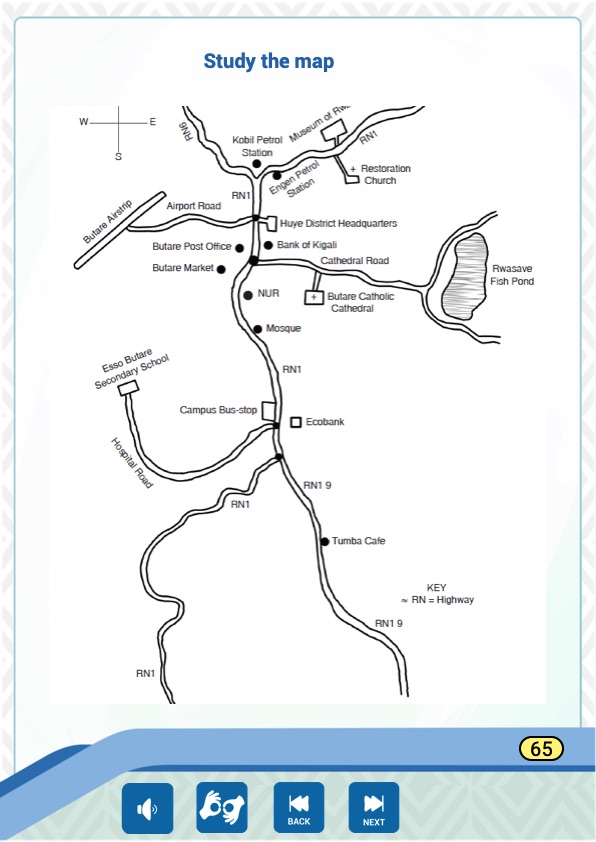 Study the map
W
E
S
RN6
Kobil Petrol
Station
Museum of
RN1
Engen Petrol
Station
+ Restoration
Church
RN1
Butare Airstrip
Airport Road
Huye District Headquarters
Butare Post Office
Bank of Kigali
Butare Market
Cathedral Road
Rwasave
Fish Pond
NUR
+
Butare Catholic
Cathedral
Mosque
RN1
Esso Butare
Secondary School
Campus Bus-stop
Ecobank
Hospital Road
RN1 9
RN1
Tumba Cafe
KEY
≈ RN = Highway
RN1 9
RN1
65
BACK
NEXT